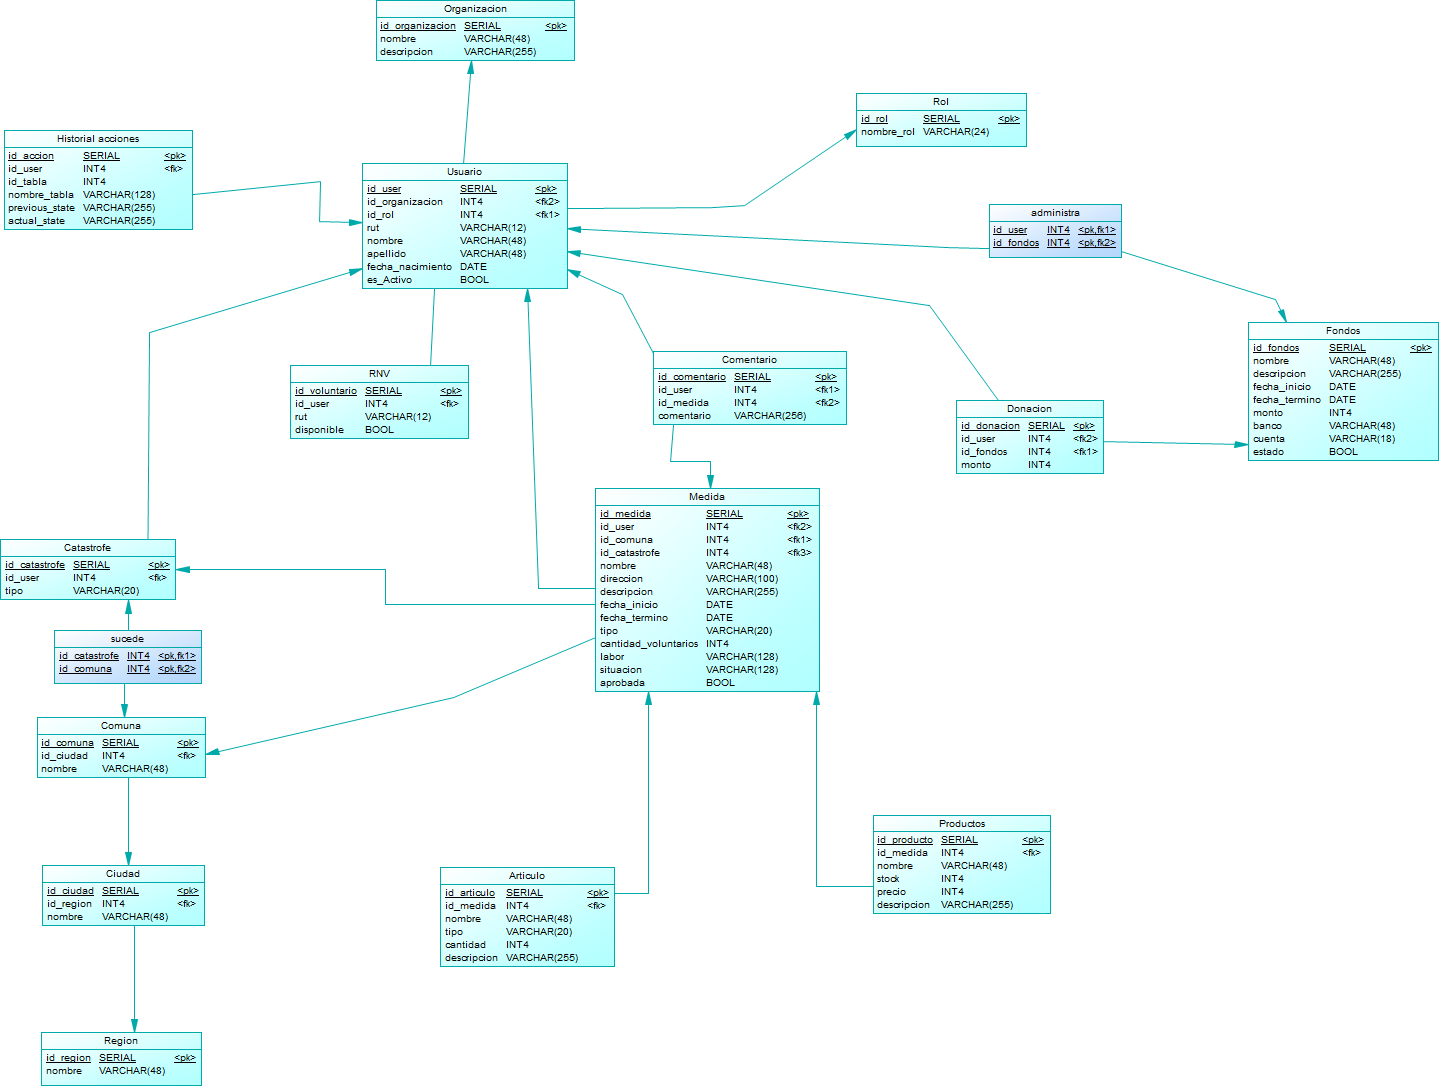 Organizacion
id_organizacion SERIAL <pk>
nombre VARCHAR(48)
descripcion VARCHAR(255)
Rol
id_rol SERIAL <pk>
nombre_rol VARCHAR(24)
Historial acciones
id_accion SERIAL <pk>
id_user INT4 <fk>
id_tabla INT4
nombre_tabla VARCHAR(128)
previous_state VARCHAR(255)
actual_state VARCHAR(255)
Usuario
id_user SERIAL <pk>
id_organizacion INT4 <fk2>
id_rol INT4 <fk1>
rut VARCHAR(12)
nombre VARCHAR(48)
apellido VARCHAR(48)
fecha_nacimiento DATE
es_Activo BOOL
administra
id_user INT4 <pk,fk1>
id_fondos INT4 <pk,fk2>
Fondos
id_fondos SERIAL <pk>
nombre VARCHAR(48)
descripcion VARCHAR(255)
fecha_inicio DATE
fecha_termino DATE
monto INT4
banco VARCHAR(48)
cuenta VARCHAR(18)
estado BOOL
RNV
id_voluntario SERIAL <pk>
id_user INT4 <fk>
rut VARCHAR(12)
disponible BOOL
Comentario
id_comentario SERIAL <pk>
id_user INT4 <fk1>
id_medida INT4 <fk2>
comentario VARCHAR(256)
Donacion
id_donacion SERIAL <pk>
id_user INT4 <fk2>
id_fondos INT4 <fk1>
monto INT4
Medida
id_medida SERIAL <pk>
id_user INT4 <fk2>
id_comuna INT4 <fk1>
id_catastrofe INT4 <fk3>
nombre VARCHAR(48)
direccion VARCHAR(100)
descripcion VARCHAR(255)
fecha_inicio DATE
fecha_termino DATE
tipo VARCHAR(20)
cantidad_voluntarios INT4
labor VARCHAR(128)
situacion VARCHAR(128)
aprobada BOOL
Catastrofe
id_catastrofe SERIAL <pk>
id_user INT4 <fk>
tipo VARCHAR(20)
sucede
id_catastrofe INT4 <pk,fk1>
id_comuna INT4 <pk,fk2>
Comuna
id_comuna SERIAL <pk>
id_ciudad INT4 <fk>
nombre VARCHAR(48)
Productos
id_producto SERIAL <pk>
id_medida INT4 <fk>
nombre VARCHAR(48)
stock INT4
precio INT4
descripcion VARCHAR(255)
Ciudad
id_ciudad SERIAL <pk>
id_region INT4 <fk>
nombre VARCHAR(48)
Articulo
id_articulo SERIAL <pk>
id_medida INT4 <fk>
nombre VARCHAR(48)
tipo VARCHAR(20)
cantidad INT4
descripcion VARCHAR(255)
Region
id_region SERIAL <pk>
nombre VARCHAR(48)